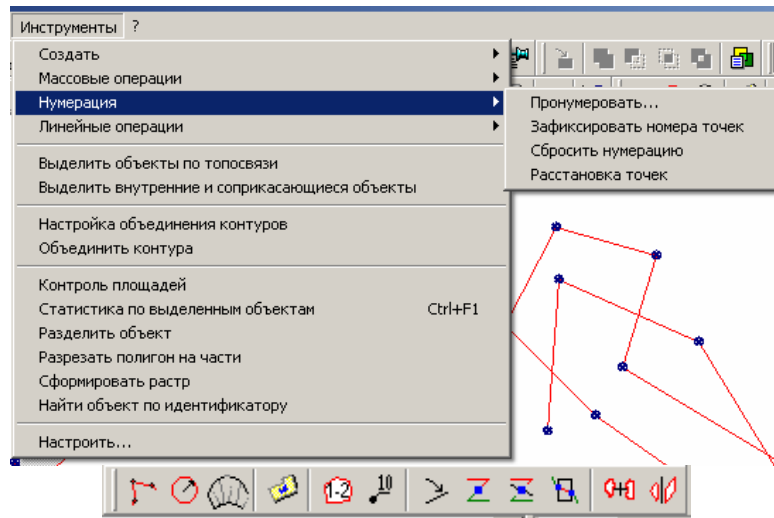 Инструменты ?
Создать
Массовые операции
Нумерация
Линейные операции
Выделить объекты по топосвязи
Выделить внутренние и соприкасающиеся объекты
Настройка объединения контуров
Объединить контура
Контроль площадей
Статистика по выделенным объектам Ctrl+F1
Разделить объект
Разрезать полигон на части
Сформировать растр
Найти объект по идентификатору
Настроить...
Пронумеровать...
Зафиксировать номера точек
Сбросить нумерацию
Расстановка точек
1-2
10